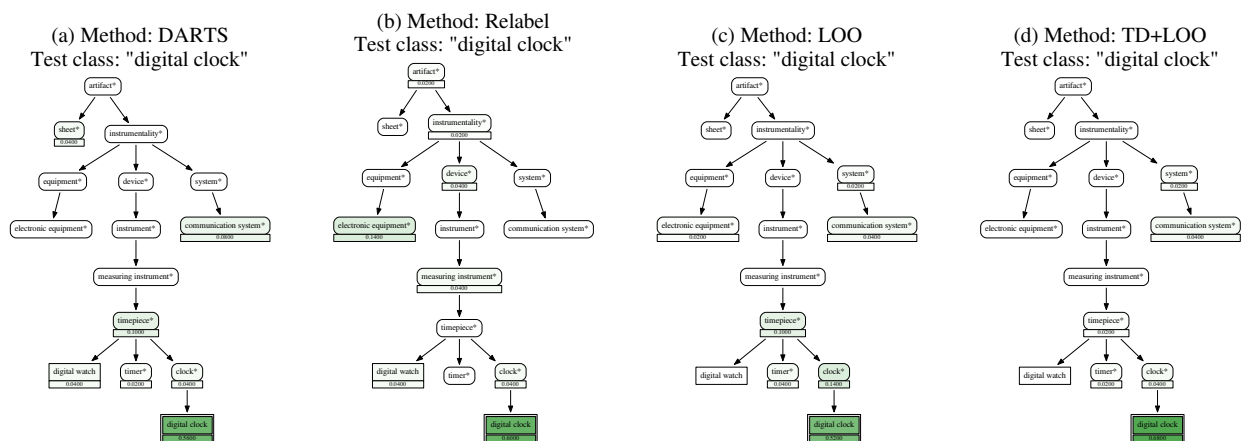 (a) Method: DARTS
Test class: "digital clock"
artifact*
sheet*
0.0400
instrumentality*
equipment*
device*
system*
electronic equipment*
instrument*
communication system*
0.0800
measuring instrument*
timepiece*
0.1000
digital watch
0.0400
timer*
0.0200
clock*
0.0400
digital clock
0.5600
(b) Method: Relabel
Test class: "digital clock"
artifact*
0.0200
sheet*
instrumentality*
0.0200
equipment*
device*
0.0400
system*
electronic equipment*
0.1400
instrument*
communication system*
measuring instrument*
0.0400
timepiece*
digital watch
0.0400
timer*
clock*
0.0400
digital clock
0.6000
(c) Method: LOO
Test class: "digital clock"
artifact*
sheet*
instrumentality*
equipment*
device*
system*
0.0200
electronic equipment*
0.0200
instrument*
communication system*
0.0400
measuring instrument*
timepiece*
0.1000
digital watch
timer*
0.0400
clock*
0.1400
digital clock
0.5200
(d) Method: TD+LOO
Test class: "digital clock"
artifact*
sheet*
instrumentality*
equipment*
device*
system*
0.0200
electronic equipment*
instrument*
communication system*
0.0400
measuring instrument*
timepiece*
0.0200
digital watch
timer*
0.0200
clock*
0.0400
digital clock
0.6800